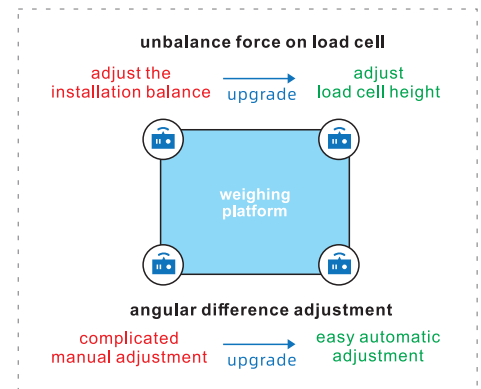 unbalance force on load cell
adjust the
installation balance
upgrade
adjust
load cell height
weighing
platform
angular difference adjustment
complicated
manual adjustment
upgrade
easy automatic
adjustment